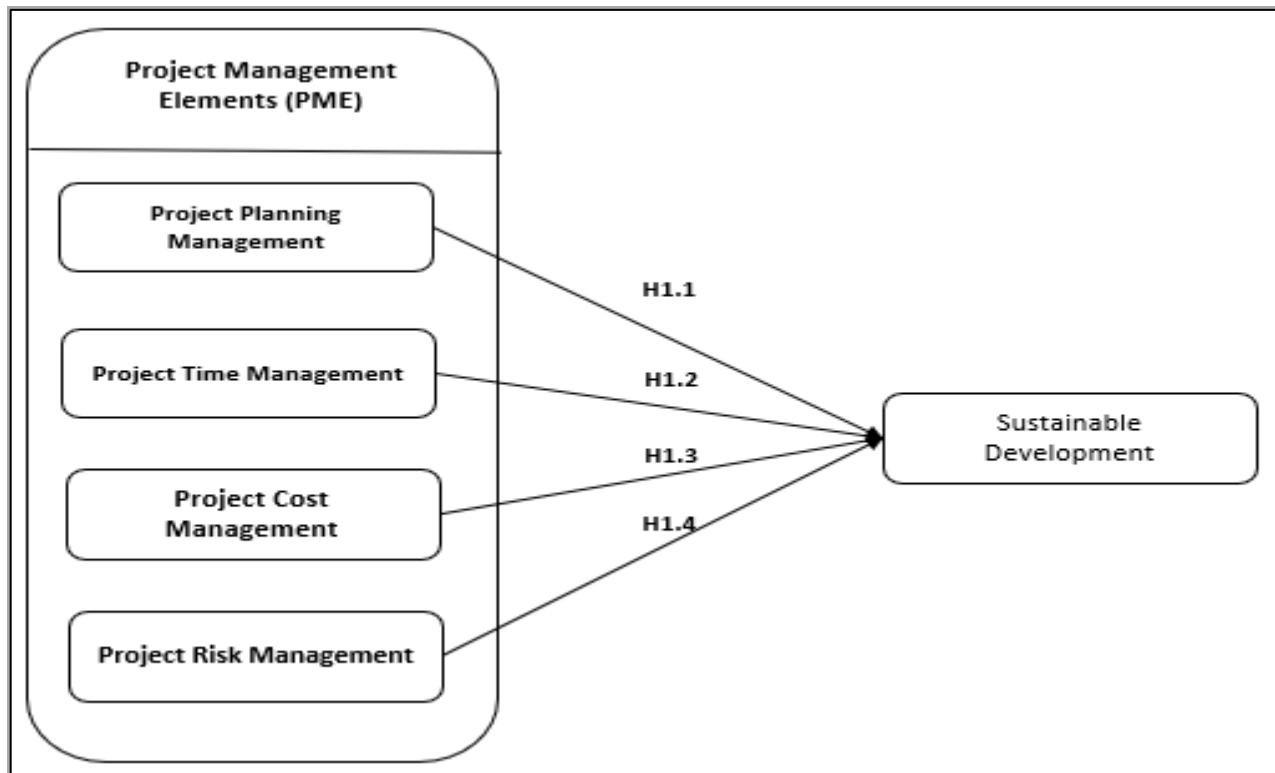 Project Management
Elements (PME)
Project Planning
Management
H1.1
Project Time Management
H1.2
Sustainable
Development
H1.3
Project Cost
Management
H1.4
Project Risk Management